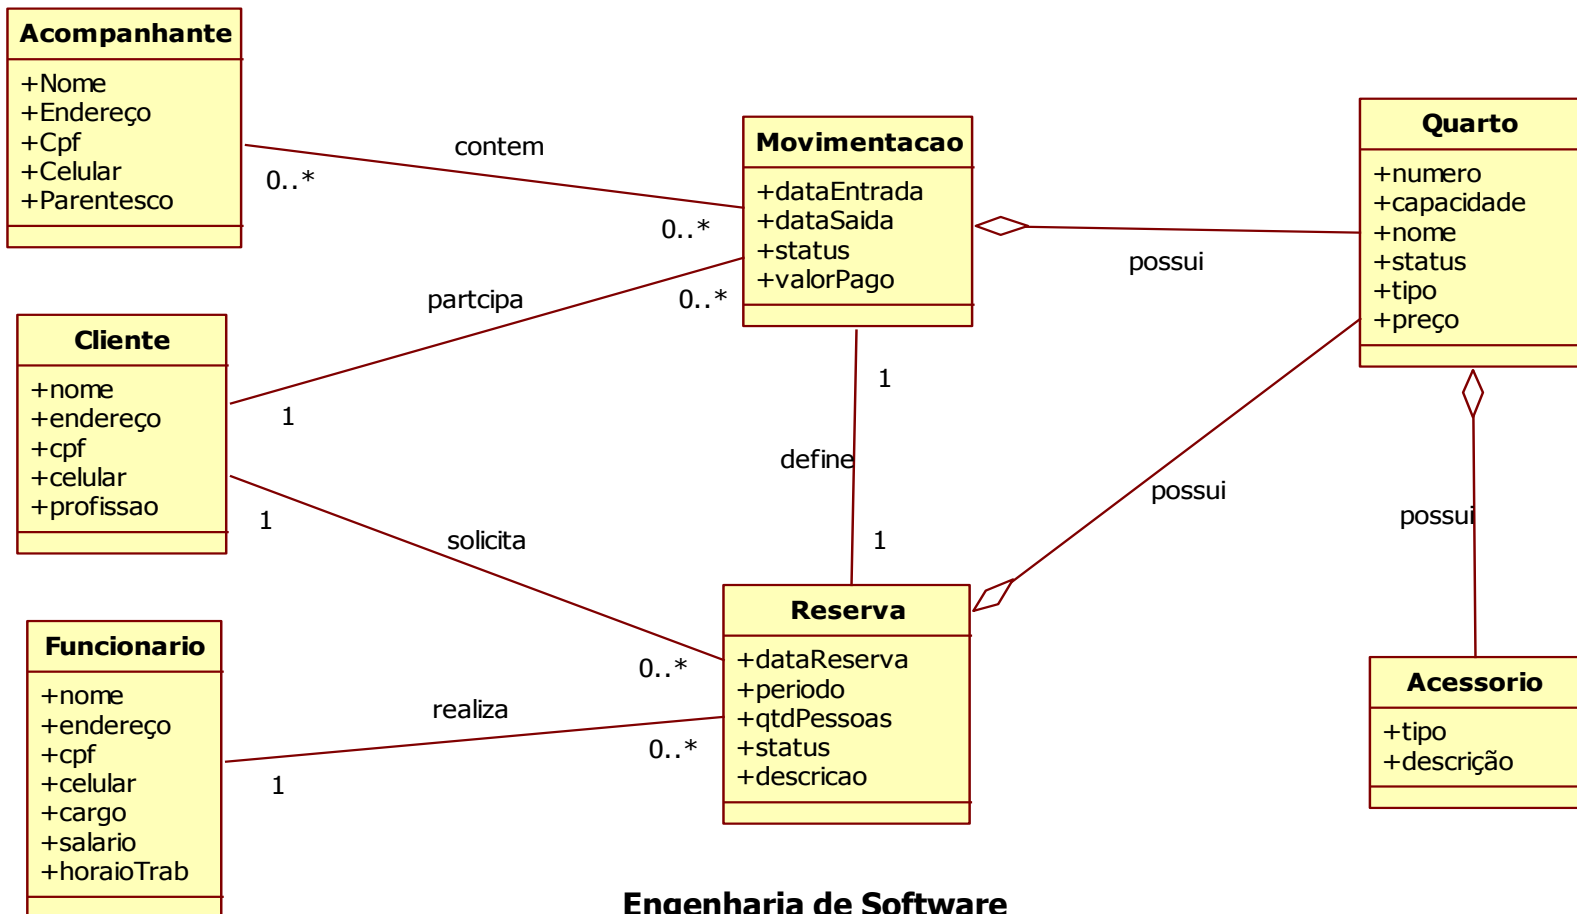 Acompanhante
+Nome
+Endereço
+Cpf
+Celular
+Parentesco
contem
0..*
0..*
Movimentacao
+dataEntrada
+dataSaida
+status
+valorPago
possui
Quarto
+numero
+capacidade
+nome
+status
+tipo
+preço
partcipa
0..*
1
Cliente
+nome
+endereço
+cpf
+celular
+profissao
1
define
1
possui
possui
1
solicita
0..*
Funcionario
+nome
+endereço
+cpf
+celular
+cargo
+salario
+horaioTrab
realiza
1
0..*
Reserva
+dataReserva
+periodo
+qtdPessoas
+status
+descricao
Acessorio
+tipo
+descrição
Engenharia de Software